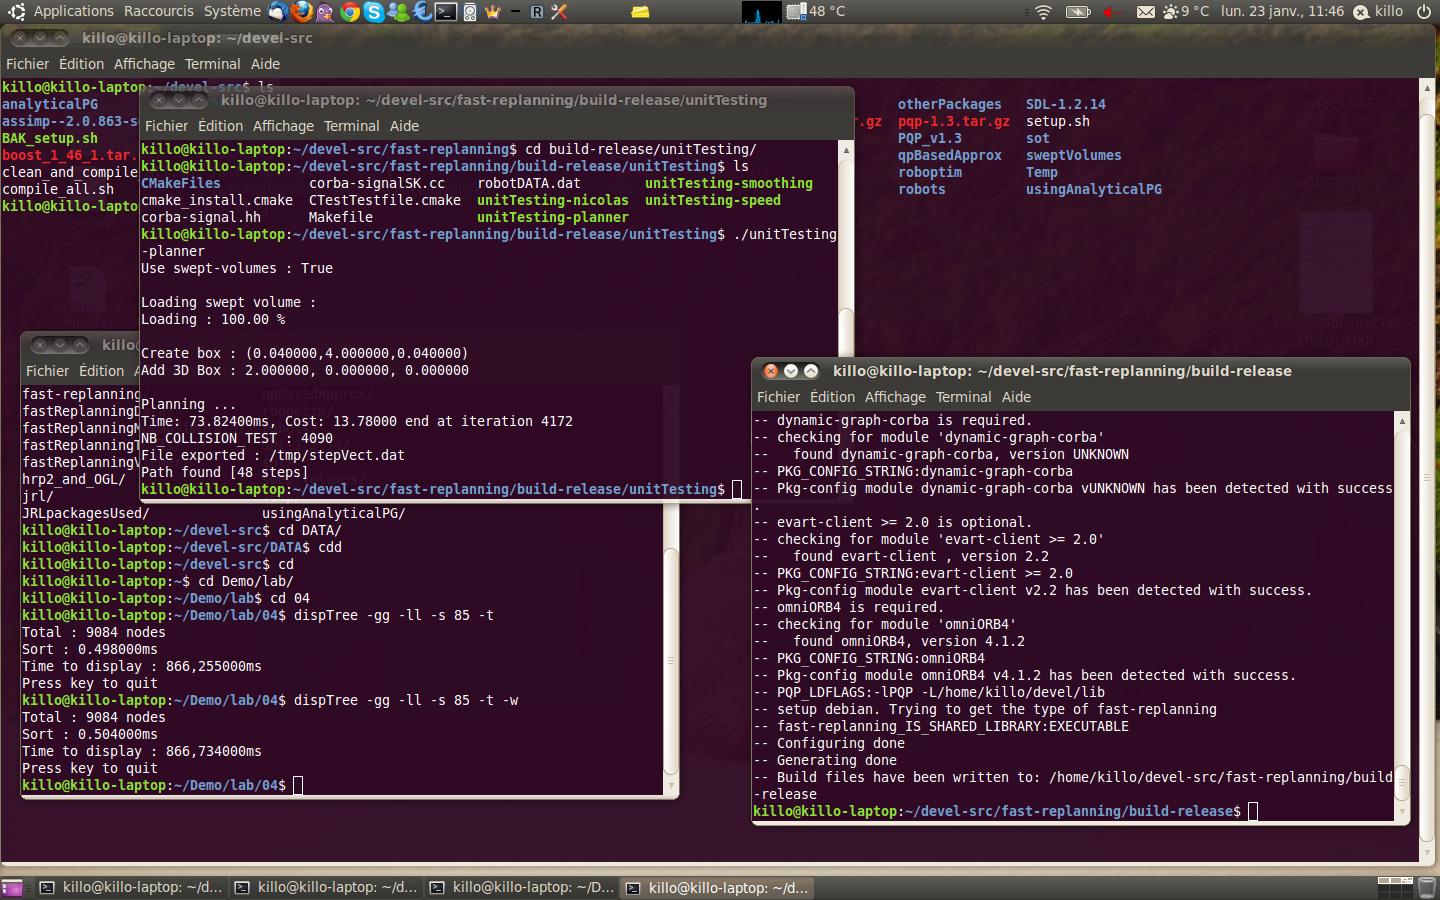 Applications Raccourcis Système 48 °C 9 °C lun. 23 janv., 11:46 killo
killo@killo-laptop: ~/devel-src
Fichier Édition Affichage Terminal Aide
killo@killo-laptop:~/devel-src$ ls
analyticalPG
assimp--2.0.863-s
BAK_setup.sh
boost_1_46_1.tar.
clean_and_compile
compile_all.sh
killo@killo-lapto
r.gz pqp-1.3.tar.gz setup.sh
otherPackages SDL-1.2.14
PQP_v1.3 sot
qpBasedApprox sweptVolumes
roboptim Temp
robots usingAnalyticalPG
killo@killo-laptop: ~/devel-src/fast-replanning/build-release/unitTesting
Fichier Édition Affichage Terminal Aide
killo@killo-laptop:~/devel-src/fast-replanning$ cd build-release/unitTesting/
killo@killo-laptop:~/devel-src/fast-replanning/build-release/unitTesting$ ls
CMakeFiles corba-signalSK.cc robotDATA.dat unitTesting-smoothing
cmake_install.cmake CTestTestfile.cmake unitTesting-nicolas unitTesting-speed
corba-signal.hh Makefile unitTesting-planner
killo@killo-laptop:~/devel-src/fast-replanning/build-release/unitTesting$ ./unitTesting
-planner
Use swept-volumes : True
Loading swept volume :
Loading : 100.00 %
Create box : (0.040000,4.000000,0.040000)
Add 3D Box : 2.000000, 0.000000, 0.000000
Planning ...
Time: 73.82400ms, Cost: 13.78000 end at iteration 4172
NB_COLLISION_TEST : 4090
File exported : /tmp/stepVect.dat
Path found [48 steps]
killo@killo-laptop:~/devel-src/fast-replanning/build-release/unitTesting$
Fichier Édition
fast-replanning
fastReplanningD
fastReplanningM
fastReplanningT
fastReplanningV
hrp2_and_OGL/
jrl/
JRLpackagesUsed/ usingAnalyticalPG/
killo@killo-laptop:~/devel-src$ cd DATA/
killo@killo-laptop:~/devel-src/DATA$ cdd
killo@killo-laptop:~/devel-src$ cd
killo@killo-laptop:~$ cd Demo/lab/
killo@killo-laptop:~/Demo/lab$ cd 04
killo@killo-laptop:~/Demo/lab/04$ dispTree -gg -ll -s 85 -t
Total : 9084 nodes
Sort : 0.498000ms
Time to display : 866,255000ms
Press key to quit
killo@killo-laptop:~/Demo/lab/04$ dispTree -gg -ll -s 85 -t -w
Total : 9084 nodes
Sort : 0.504000ms
Time to display : 866,734000ms
Press key to quit
killo@killo-laptop:~/Demo/lab/04$
killo@killo-laptop: ~/devel-src/fast-replanning/build-release
Fichier Édition Affichage Terminal Aide
-- dynamic-graph-corba is required.
-- checking for module 'dynamic-graph-corba'
-- found dynamic-graph-corba, version UNKNOWN
-- PKG_CONFIG_STRING:dynamic-graph-corba
-- Pkg-config module dynamic-graph-corba vUNKNOWN has been detected with success
.
-- evart-client >= 2.0 is optional.
-- checking for module 'evart-client >= 2.0'
-- found evart-client , version 2.2
-- PKG_CONFIG_STRING:evart-client >= 2.0
-- Pkg-config module evart-client v2.2 has been detected with success.
-- omniORB4 is required.
-- checking for module 'omniORB4'
-- found omniORB4, version 4.1.2
-- PKG_CONFIG_STRING:omniORB4
-- Pkg-config module omniORB4 v4.1.2 has been detected with success.
-- PQP_LDFLAGS:-lPQP -L/home/killo/devel/lib
-- setup debian. Trying to get the type of fast-replanning
-- fast-replanning_IS_SHARED_LIBRARY:EXECUTABLE
-- Configuring done
-- Generating done
-- Build files have been written to: /home/killo/devel-src/fast-replanning/build
-release
killo@killo-laptop:~/devel-src/fast-replanning/build-release$
killo@killo-laptop: ~/d... killo@killo-laptop: ~/d... killo@killo-laptop: ~/D... killo@killo-laptop: ~/d...